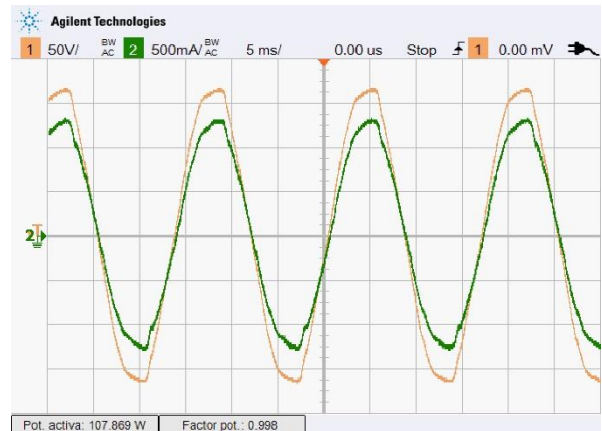 Agilent Technologies
1 50V/ BW AC 2 500mA/ BW AC 5 ms/ 0.00 us Stop 1 0.00 mV
2
Pot. activa: 107.869 W Factor pot.: 0.998